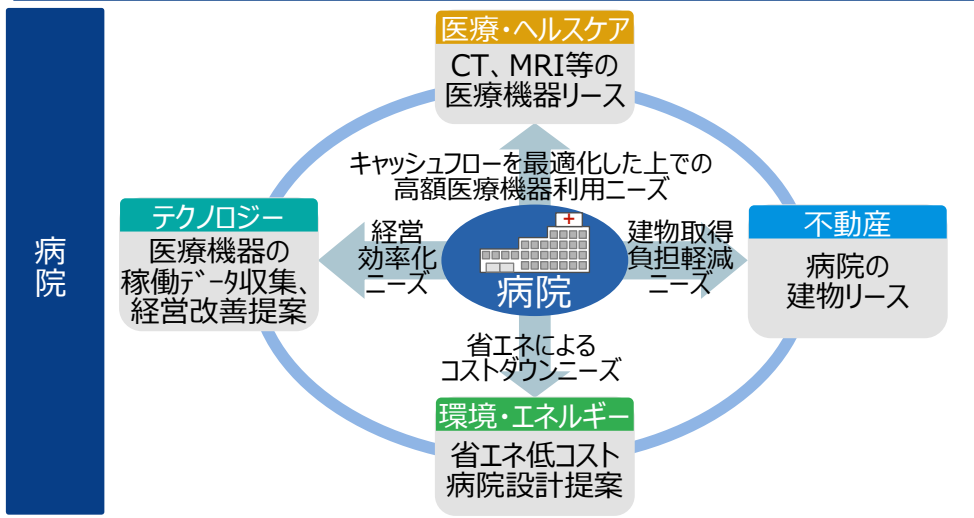 病院
医療・ヘルスケア
CT、MRI等の
医療機器リース
キャッシュフローを最適化した上での
高額医療機器利用ニーズ
テクノロジー
医療機器の
稼働ﾃﾞｰﾀ収集、
経営改善提案
経営
効率化
ニーズ
病院
建物取得
負担軽減
ニーズ
不動産
病院の
建物リース
省エネによる
コストダウンニーズ
環境・エネルギー
省エネ低コスト
病院設計提案